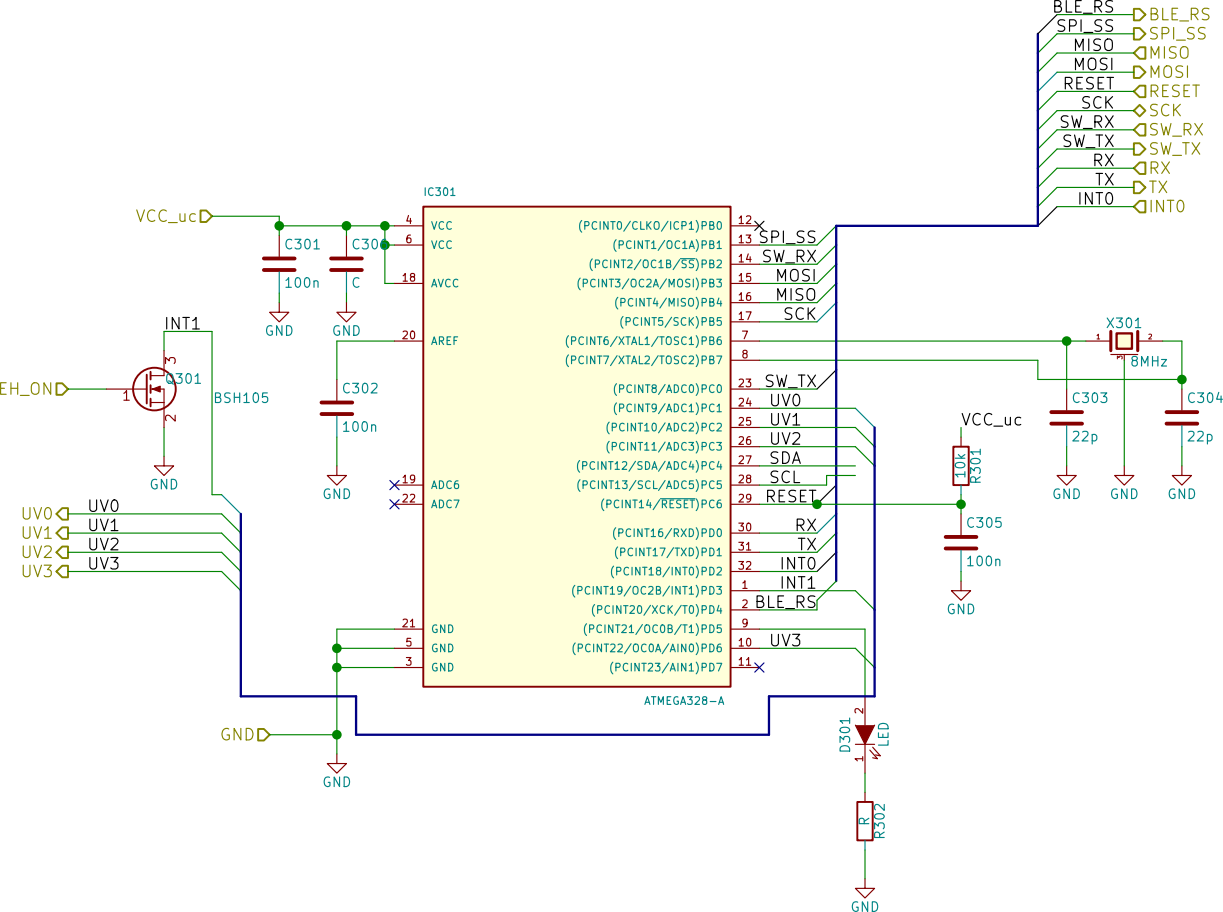 BLE_RS BLE_RS
SPI_SS SPI_SS
MISO MISO
MOSI MOSI
RESET RESET
SCK SCK
SW_RX SW_RX
SW_TX SW_TX
RX RX
TX TX
INT0 INT0
IC301
VCC_uc
4 VCC (PCINT0/CLKO/ICP1)PB0 12
C301 6 VCC (PCINT1/OC1A)PB1 13 SPI_SS
(PCINT2/OC1B/SS)PB2 14 SW_RX
100n C 18 AVCC (PCINT3/OC2A/MOSI)PB3 15 MOSI
(PCINT4/MISO)PB4 16 MISO
(PCINT5/SCK)PB5 17 SCK
GND GND
INT1
20 AREF (PCINT6/XTAL1/TOSC1)PB6 7
X301
1 2
3
8MHz
(PCINT7/XTAL2/TOSC2)PB7 8
3
Q301
EH_ON 1
2
BSH105
C302
100n
(PCINT8/ADC0)PC0 23 SW_TX
(PCINT9/ADC1)PC1 24 UV0
(PCINT10/ADC2)PC2 25 UV1
(PCINT11/ADC3)PC3 26 UV2
(PCINT12/SDA/ADC4)PC4 27 SDA
19 ADC6 (PCINT13/SCL/ADC5)PC5 28 SCL
22 ADC7 (PCINT14/RESET)PC6 29 RESET
C303
22p
C304
22p
VCC_uc
10k
R301
GND GND GND
GND GND
UV0 UV0
UV1 UV1
UV2 UV2
UV3 UV3
(PCINT16/RXD)PD0 30 RX
(PCINT17/TXD)PD1 31 TX
(PCINT18/INT0)PD2 32 INT0
(PCINT19/OC2B/INT1)PD3 1 INT1
(PCINT20/XCK/T0)PD4 2 BLE_RS
C305
100n
GND
21 GND (PCINT21/OC0B/T1)PD5 9
5 GND (PCINT22/OC0A/AIN0)PD6 10 UV3
3 GND (PCINT23/AIN1)PD7 11
ATMEGA328-A
GND
GND
2
D301
LED
1
R
R302
GND